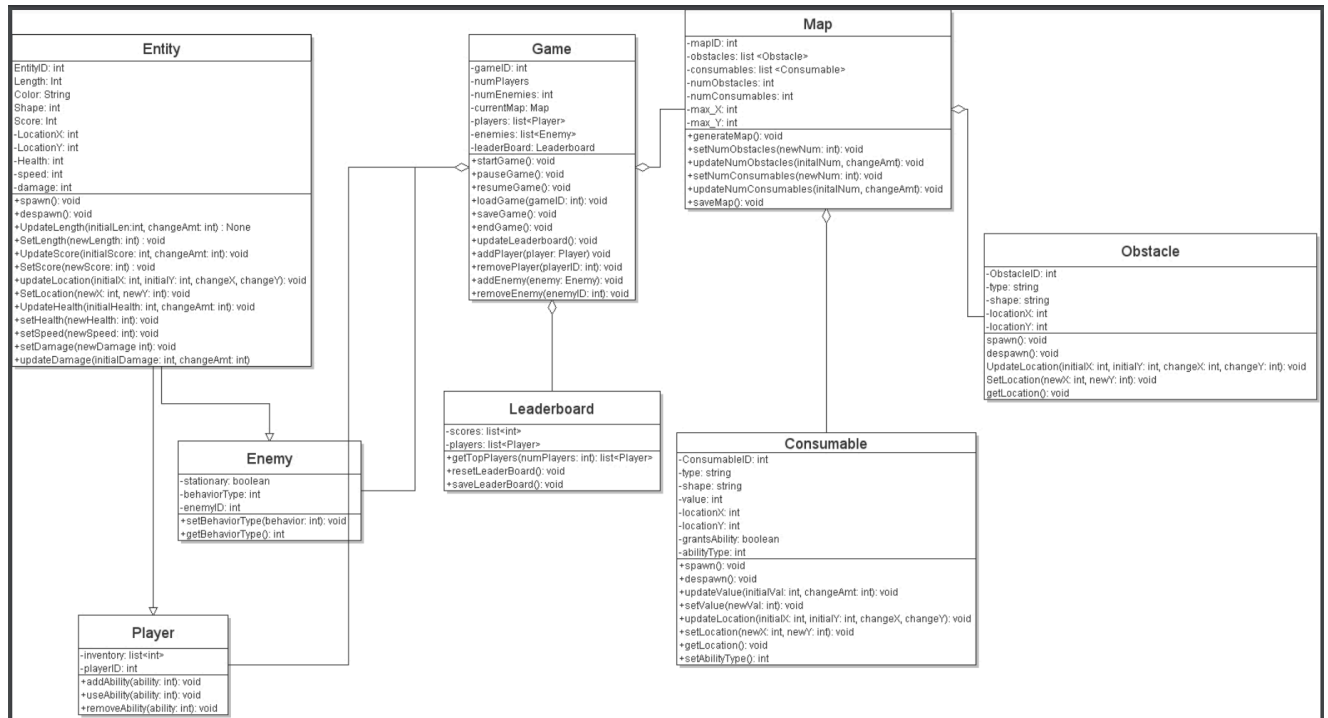 Entity
EntityID: int
Length: Int
Color: String
Shape: int
Score: Int
-LocationX: int
-LocationY: int
-Health: int
-speed: int
-damage: int
+spawn(): void
+despawn(): void
+UpdateLength(initialLen:int, changeAmt: int) : None
+SetLength(newLength: int) : void
+UpdateScore(initialScore: int, changeAmt: int): void
+SetScore(newScore: int) : void
+updateLocation(initialX: int, initialY: int, changeX, changeY): void
+SetLocation(newX: int, newY: int): void
+UpdateHealth(initialHealth: int, changeAmt: int): void
+setHealth(newHealth: int): void
+setSpeed(newSpeed: int): void
+setDamage(newDamage int): void
+updateDamage(initialDamage: int, changeAmt: int)
Game
-gameID: int
-numPlayers
-numEnemies: int
-currentMap: Map
-players: list<Player>
-enemies: list<Enemy>
-leaderBoard: Leaderboard
+startGame(): void
+pauseGame(): void
+resumeGame(): void
+loadGame(gameID: int): void
+saveGame(): void
+endGame(): void
+updateLeaderboard(): void
+addPlayer(player: Player) void
+removePlayer(playerID: int): void
+addEnemy(enemy: Enemy): void
+removeEnemy(enemyID: int): void
Map
-mapID: int
-obstacles: list <Obstacle>
-consumables: list <Consumable>
-numObstacles: int
-numConsumables: int
-max_X: int
-max_Y: int
+generateMap(): void
+setNumObstacles(newNum: int): void
+updateNumObstacles(initalNum, changeAmt): void
+setNumConsumables(newNum: int): void
+updateNumConsumables(initalNum, changeAmt): void
+saveMap(): void
Obstacle
-ObstacleID: int
-type: string
-shape: string
-locationX: int
-locationY: int
spawn(): void
despawn(): void
UpdateLocation(initialX: int, initialY: int, changeX: int, changeY: int): void
SetLocation(newX: int, newY: int): void
getLocation(): void
Leaderboard
-scores: list<int>
-players: list<Player>
+getTopPlayers(numPlayers: int): list<Player>
+resetLeaderBoard(): void
+saveLeaderBoard(): void
Enemy
-stationary: boolean
-behaviorType: int
-enemyID: int
+setBehaviorType(behavior: int): void
+getBehaviorType(): int
Consumable
-ConsumableID: int
-type: string
-shape: string
-value: int
-locationX: int
-locationY: int
-grantsAbility: boolean
-abilityType: int
+spawn(): void
+despawn(): void
+updateValue(initialVal: int, changeAmt: int): void
+setValue(newVal: int): void
+updateLocation(initialX: int, initialY: int, changeX, changeY): void
+setLocation(newX: int, newY: int): void
+getLocation(): void
+setAbilityType(): int
Player
-inventory: list<int>
-playerID: int
+addAbility(ability: int): void
+useAbility(ability: int): void
+removeAbility(ability: int): void